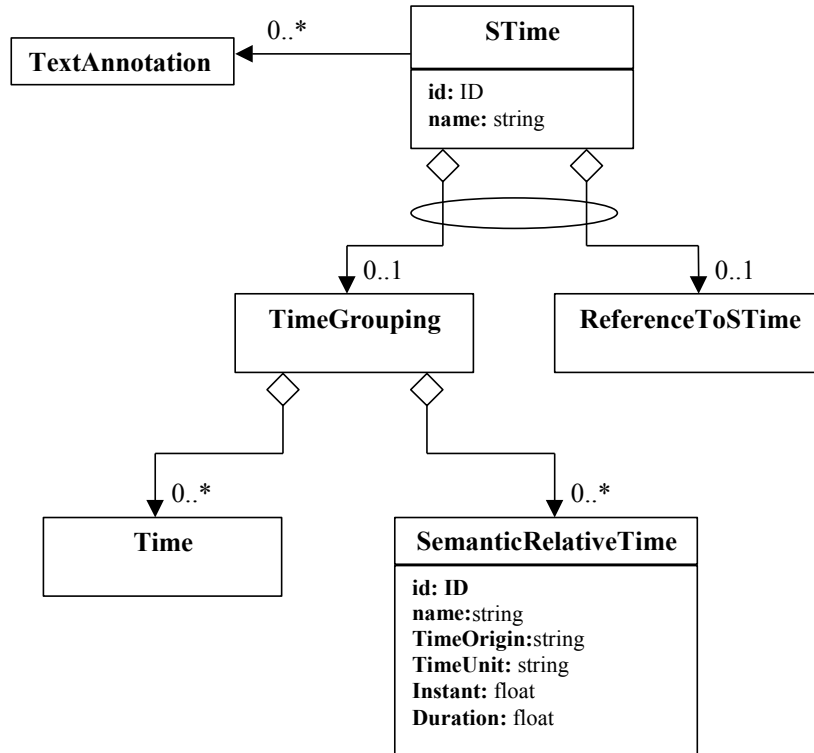 0..*
STime
TextAnnotation
id: ID
name: string
0..1
0..1
TimeGrouping
ReferenceToSTime
0..*
0..*
Time
SemanticRelativeTime
id: ID
name:string
TimeOrigin:string
TimeUnit: string
Instant: float
Duration: float